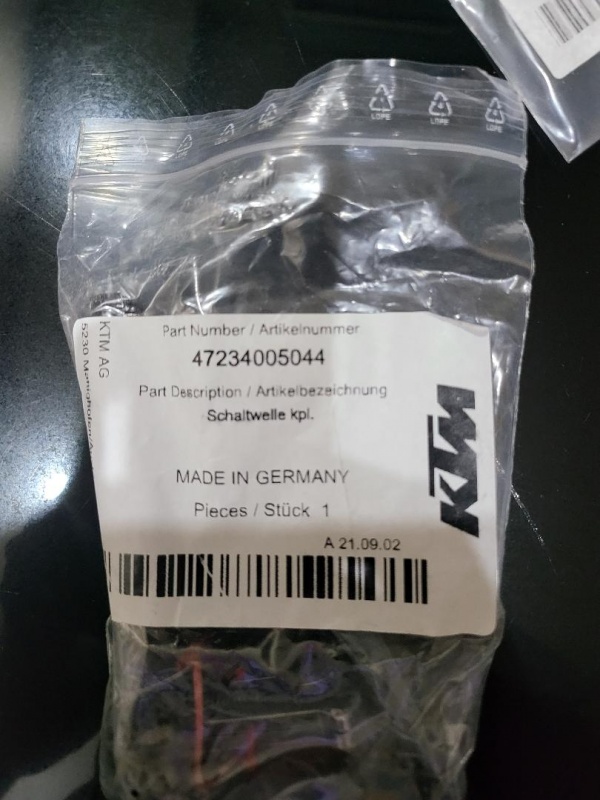 LDPE
LDPE
LDPE
KTM AG
Part Number / Artikelnummer
47234005044
Part Description / Artikelbezeichnung
Schaltwelle kpl.
MADE IN GERMANY
Pieces / Stück 1
A 21.09.02
KTM